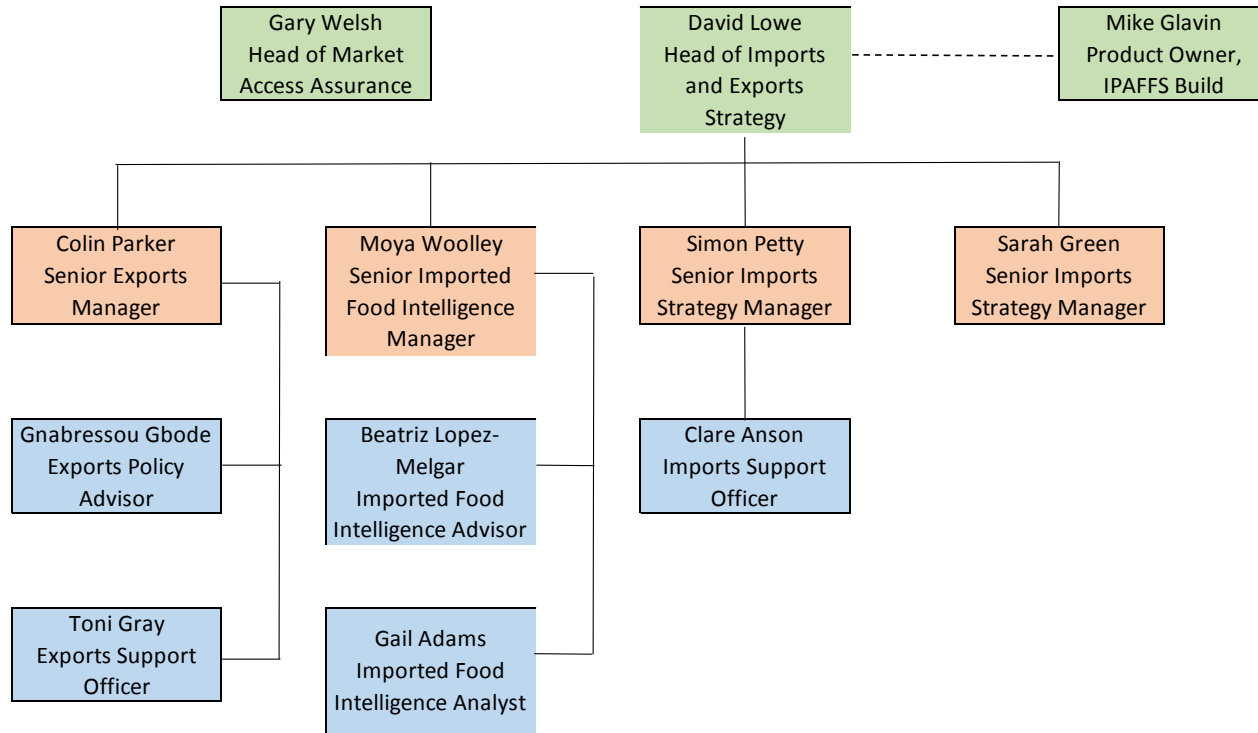 Gary Welsh
Head of Market
Access Assurance
David Lowe
Head of Imports
and Exports
Strategy
Mike Glavin
Product Owner,
IPAFFS Build
Colin Parker
Senior Exports
Manager
Moya Woolley
Senior Imported
Food Intelligence
Manager
Simon Petty
Senior Imports
Strategy Manager
Sarah Green
Senior Imports
Strategy Manager
Gnabressou Gbode
Exports Policy
Advisor
Beatriz Lopez-
Melgar
Imported Food
Intelligence Advisor
Clare Anson
Imports Support
Officer
Toni Gray
Exports Support
Officer
Gail Adams
Imported Food
Intelligence Analyst